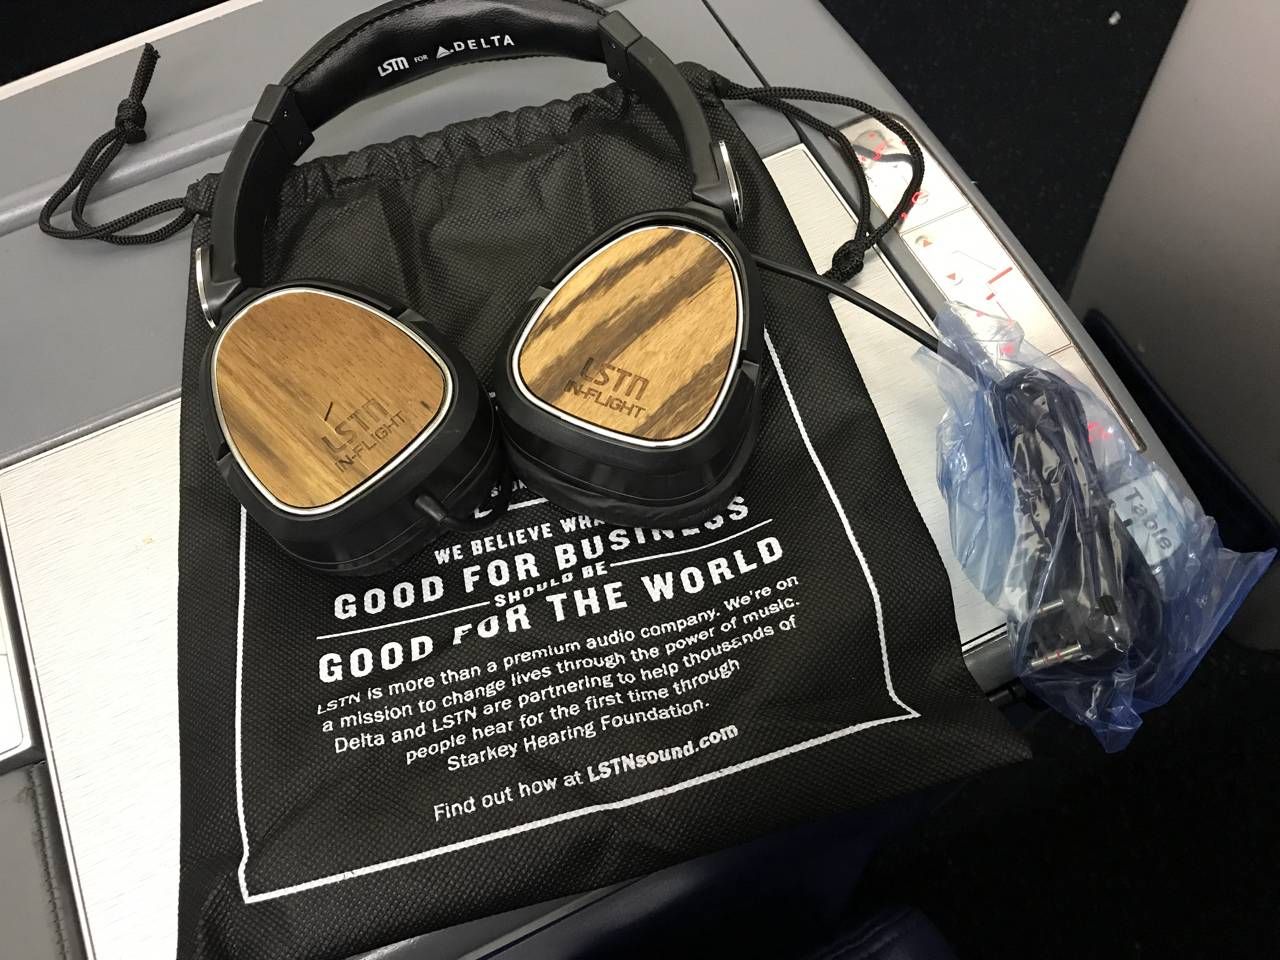 LSTN FOR DELTA
LSTN
IN-FLIGHT
LSTN
IN-FLIGHT
WE BELIEVE
GOOD FOR BUSINESS
SHOULD BE
GOOD FOR THE WORLD
LSTN is more than a premium audio company. We're on
a mission to change lives through the power of music.
Delta and LSTN are partnering to help thousands of
people hear for the first time through
Starkey Hearing Foundation.
Find out how at LSTNsound.com
Table